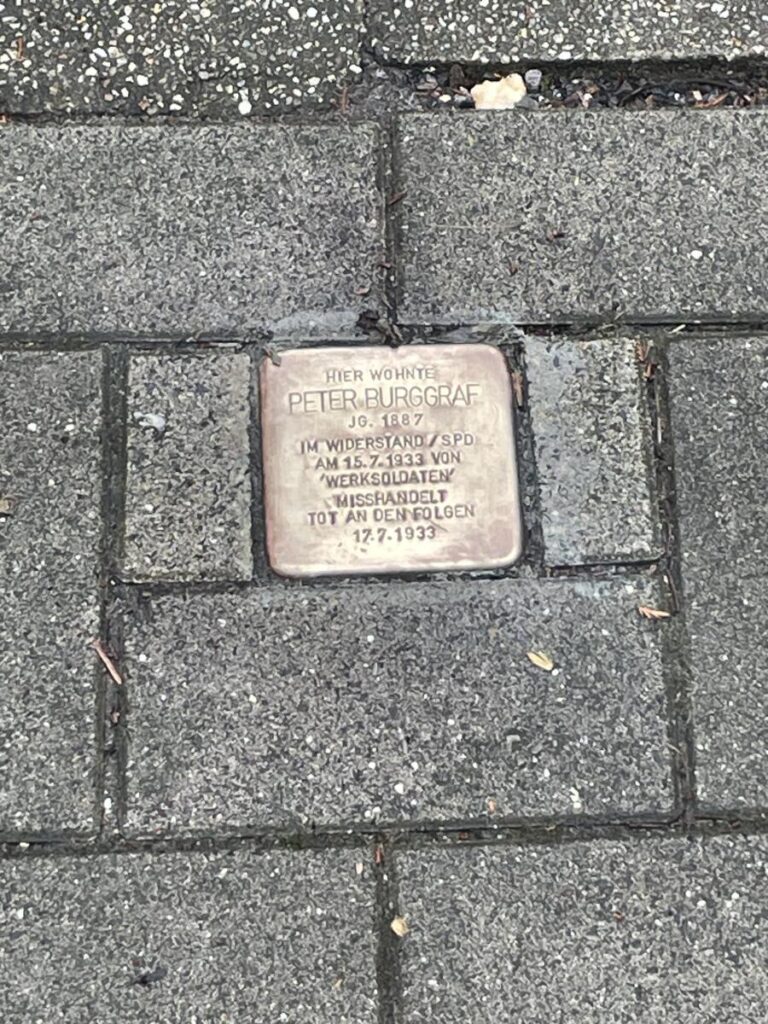 HIER WOHNTE
PETER BURGGRAF
JG. 1887
IM WIDERSTAND / SPD
AM 15.7.1933 VON
'WERKSOLDATEN'
MISSHANDELT
TOT AN DEN FOLGEN
17.7.1933